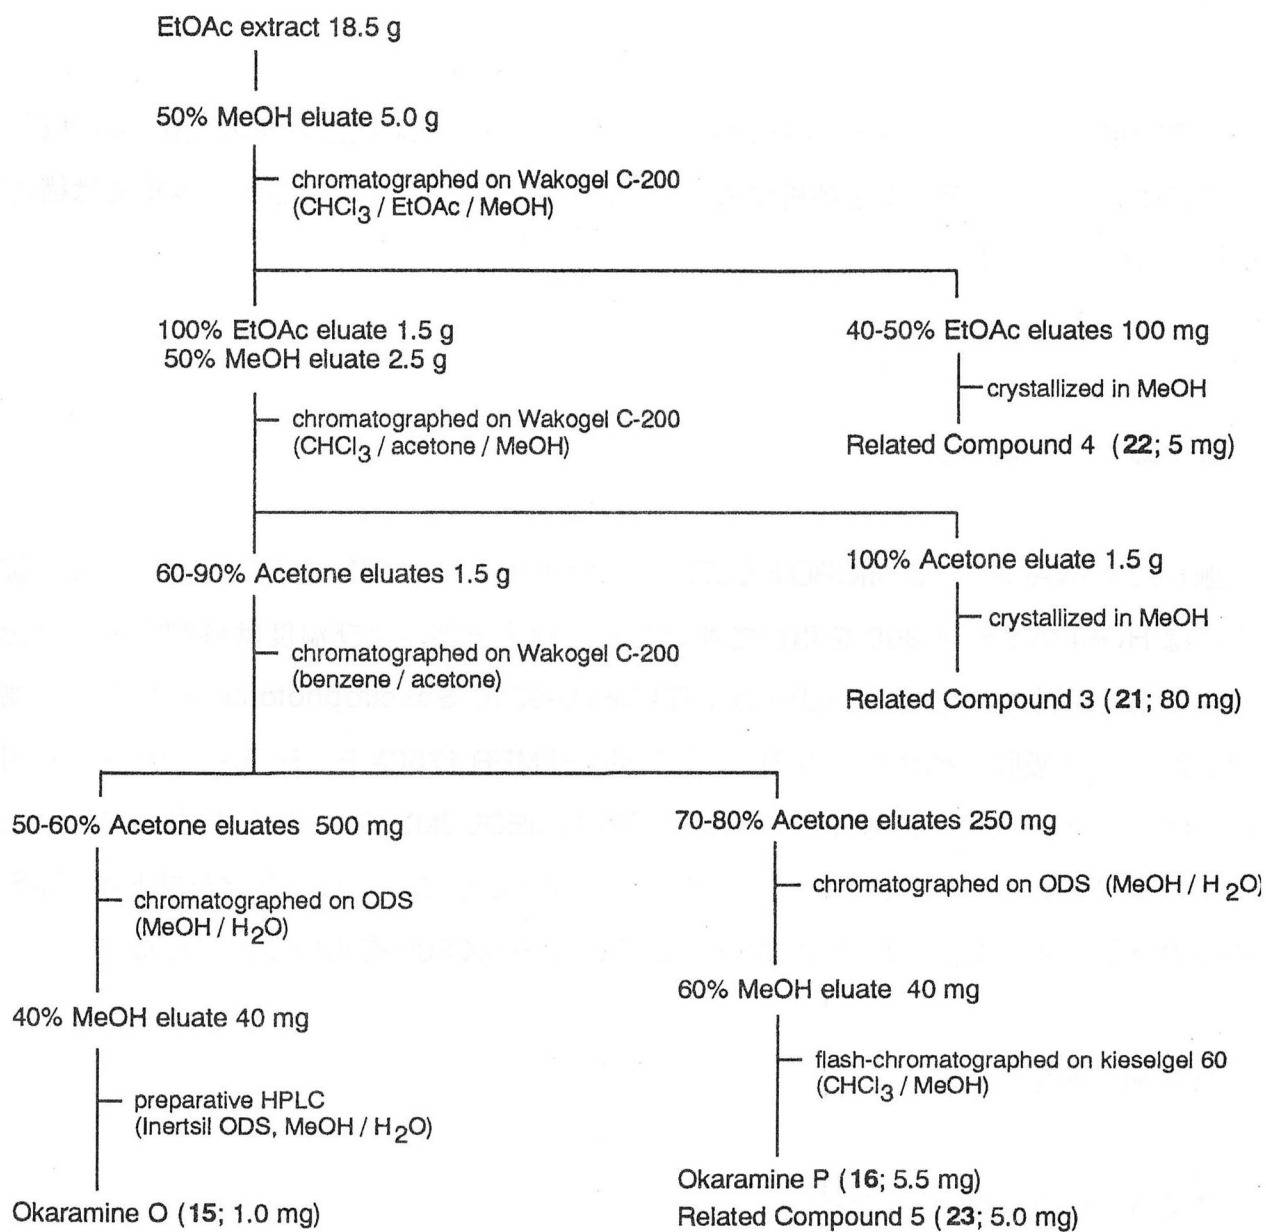 EtOAc extract 18.5 g
50% MeOH eluate 5.0 g
chromatographed on Wakogel C-200
(CHCl3 / EtOAc / MeOH)
100% EtOAc eluate 1.5 g
50% MeOH eluate 2.5 g
40-50% EtOAc eluates 100 mg
crystallized in MeOH
Related Compound 4 (22; 5 mg)
chromatographed on Wakogel C-200
(CHCl3 / acetone / MeOH)
60-90% Acetone eluates 1.5 g
100% Acetone eluate 1.5 g
crystallized in MeOH
Related Compound 3 (21; 80 mg)
chromatographed on Wakogel C-200
(benzene / acetone)
50-60% Acetone eluates 500 mg
chromatographed on ODS
(MeOH / H2O)
40% MeOH eluate 40 mg
preparative HPLC
(Inertsil ODS, MeOH / H2O)
Okaramine O (15; 1.0 mg)
70-80% Acetone eluates 250 mg
chromatographed on ODS (MeOH / H2O)
60% MeOH eluate 40 mg
flash-chromatographed on kieselgel 60
(CHCl3 / MeOH)
Okaramine P (16; 5.5 mg)
Related Compound 5 (23; 5.0 mg)